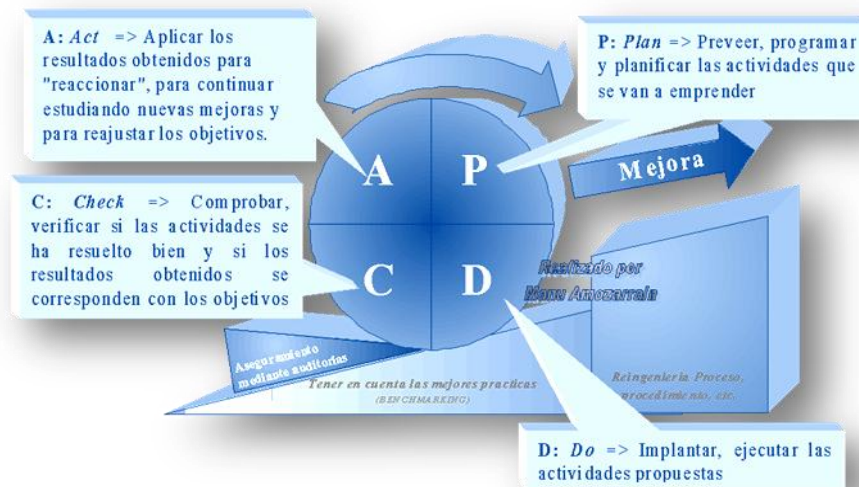 A: Act => Aplicar los
resultados obtenidos para
"reaccionar", para continuar
estudiando nuevas mejoras y
para reajustar los objetivos.
P: Plan => Preveer, programar
y planificar las actividades que
se van a emprender
A
P
Mejora
C: Check => Comprobar,
verificar si las actividades se
ha resuelto bien y si los
resultados obtenidos se
corresponden con los objetivos
C
D
Realizado por
Manu Amozarrain
Aseguramiento
mediante auditorías
Tener en cuenta las mejores practicas
(BENCHMARKING)
Reingeniería Proceso,
procedimiento, etc.
D: Do => Implantar, ejecutar las
actividades propuestas